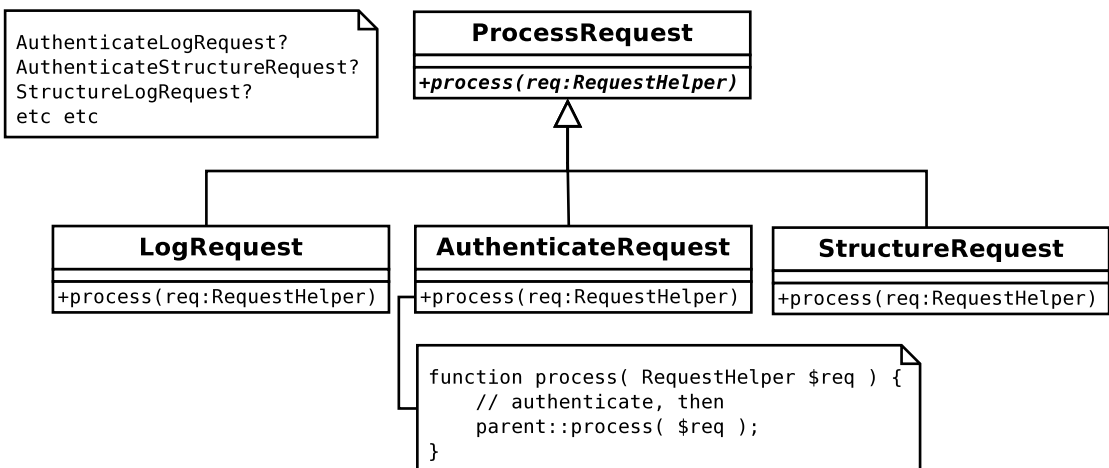 AuthenticateLogRequest?
AuthenticateStructureRequest?
StructureLogRequest?
etc etc
ProcessRequest
+process(req:RequestHelper)
LogRequest
+process(req:RequestHelper)
AuthenticateRequest
+process(req:RequestHelper)
StructureRequest
+process(req:RequestHelper)
function process( RequestHelper $req ) {
    // authenticate, then
    parent::process( $req );
}